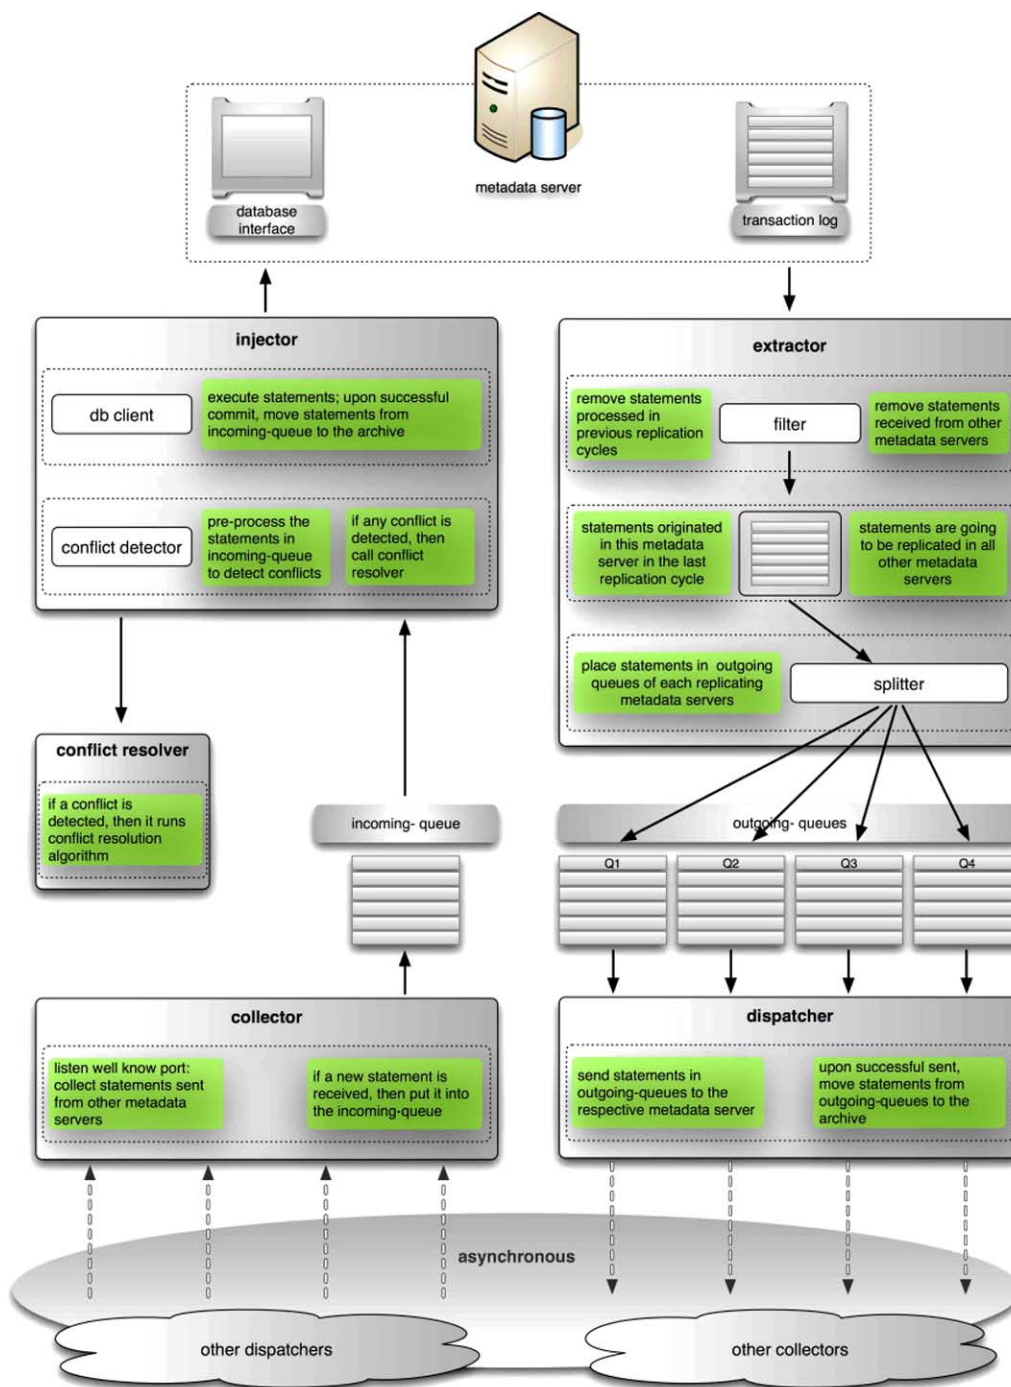 metadata server
database
interface
transaction log
injector
db client
execute statements; upon successful
commit, move statements from
incoming-queue to the archive
conflict detector
pre-process the
statements in
incoming-queue
to detect conflicts
if any conflict is
detected, then
call conflict
resolver
extractor
remove statements
processed in
previous replication
cycles
filter
remove statements
received from other
metadata servers
statements originated
in this metadata
server in the last
replication cycle
statements are going
to be replicated in all
other metadata
servers
place statements in outgoing
queues of each replicating
metadata servers
splitter
conflict resolver
if a conflict is
detected, then it runs
conflict resolution
algorithm
incoming- queue
outgoing- queues
Q1
Q2
Q3
Q4
collector
listen well know port:
collect statements sent
from other metadata
servers
if a new statement is
received, then put it into
the incoming-queue
dispatcher
send statements in
outgoing-queues to the
respective metadata server
upon successful sent,
move statements from
outgoing-queues to the
archive
asynchronous
other dispatchers
other collectors